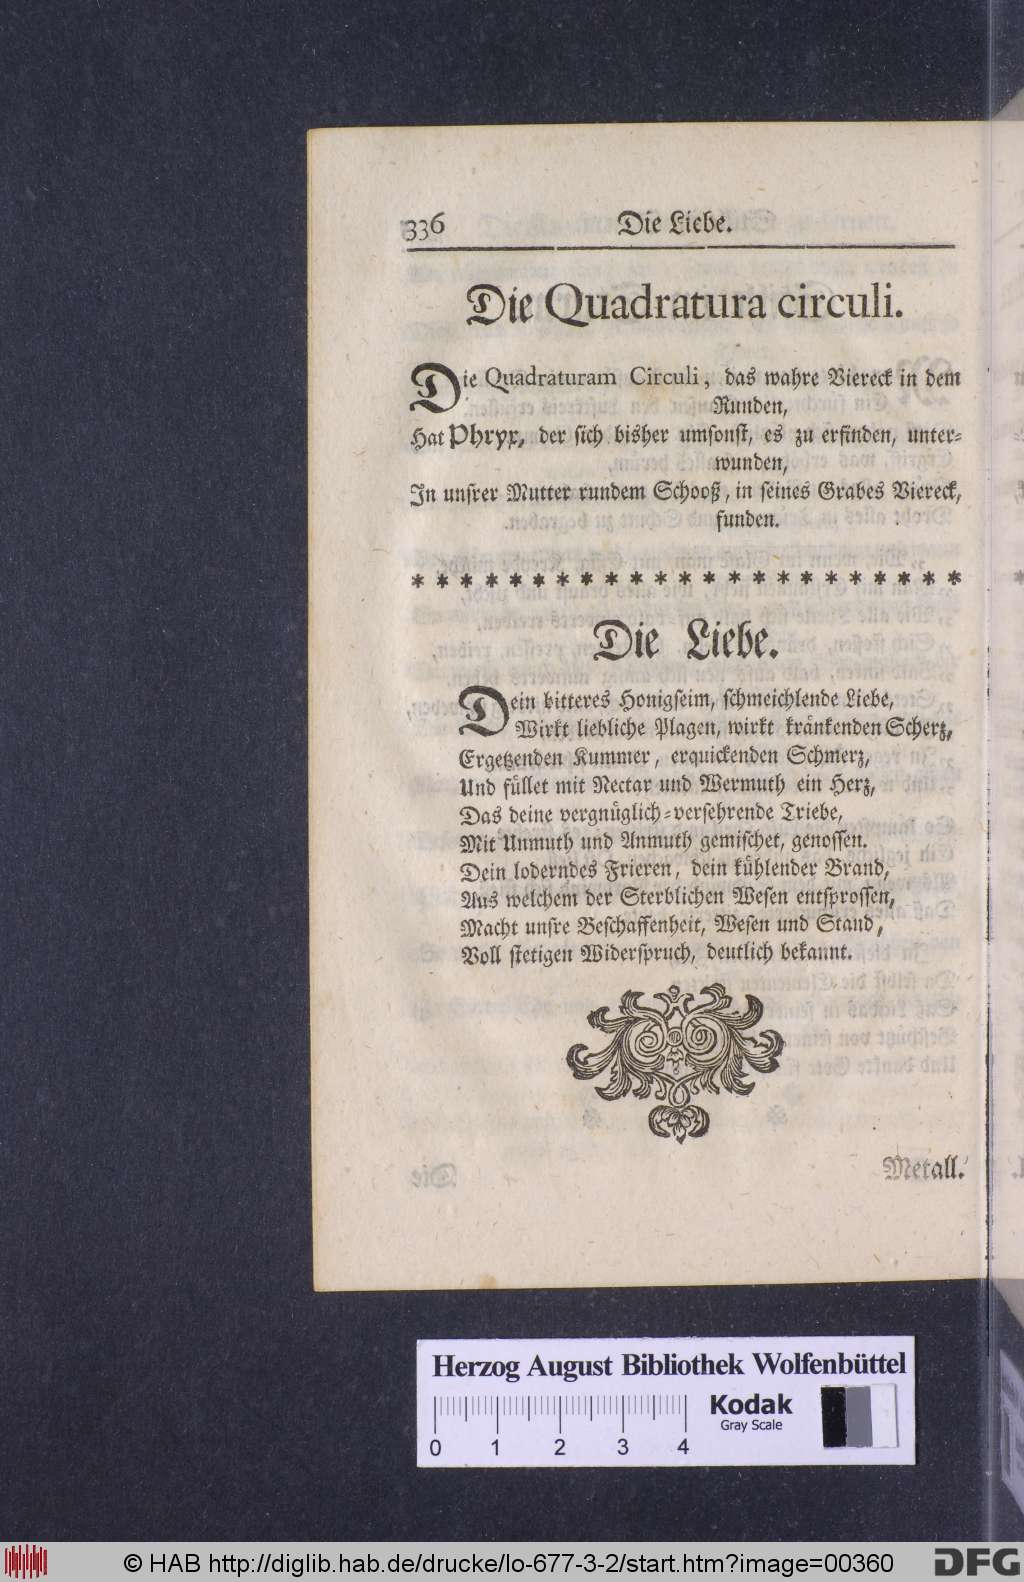 336 Die Liebe.
Die Quadratura circuli.
Die Quadraturam Circuli, das wahre Viereck in dem
Runden,
Hat Phryx, der sich bisher umsonst, es zu erfinden, unter-
wunden,
In unsrer Mutter rundem Schooß, in seines Grabes Viereck,
funden.
* * * * * * * * * * * * * * * * * * * * * * *
Die Liebe.
Dein bitteres Honigseim, schmeichlende Liebe,
Wirkt liebliche Plagen, wirkt kränkenden Scherz,
Ergetzenden Kummer, erquickenden Schmerz,
Und füllet mit Nectar und Wermuth ein Herz,
Das deine vergnüglich-versehrende Triebe,
Mit Unmuth und Anmuth gemischet, genossen.
Dein loderndes Frieren, dein kühlender Brand,
Aus welchem der Sterblichen Wesen entsprossen,
Macht unsre Beschaffenheit, Wesen und Stand,
Voll stetigen Widerspruch, deutlich bekannt.
Metall.
Herzog August Bibliothek Wolfenbüttel
Kodak
Gray Scale
0 1 2 3 4
© HAB http://diglib.hab.de/drucke/lo-677-3-2/start.htm?image=00360
DFG